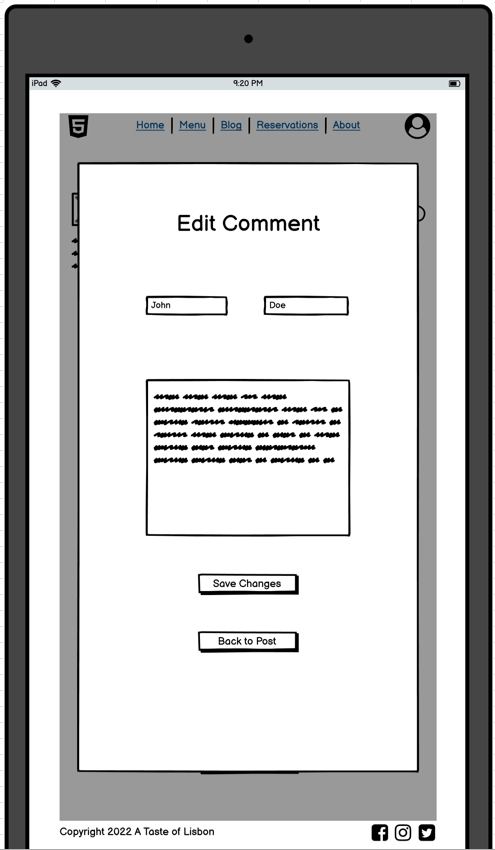 iPad 9:20 PM
5 Home Menu Blog Reservations About
Edit Comment
John Doe
Save Changes
Back to Post
Copyright 2022 A Taste of Lisbon